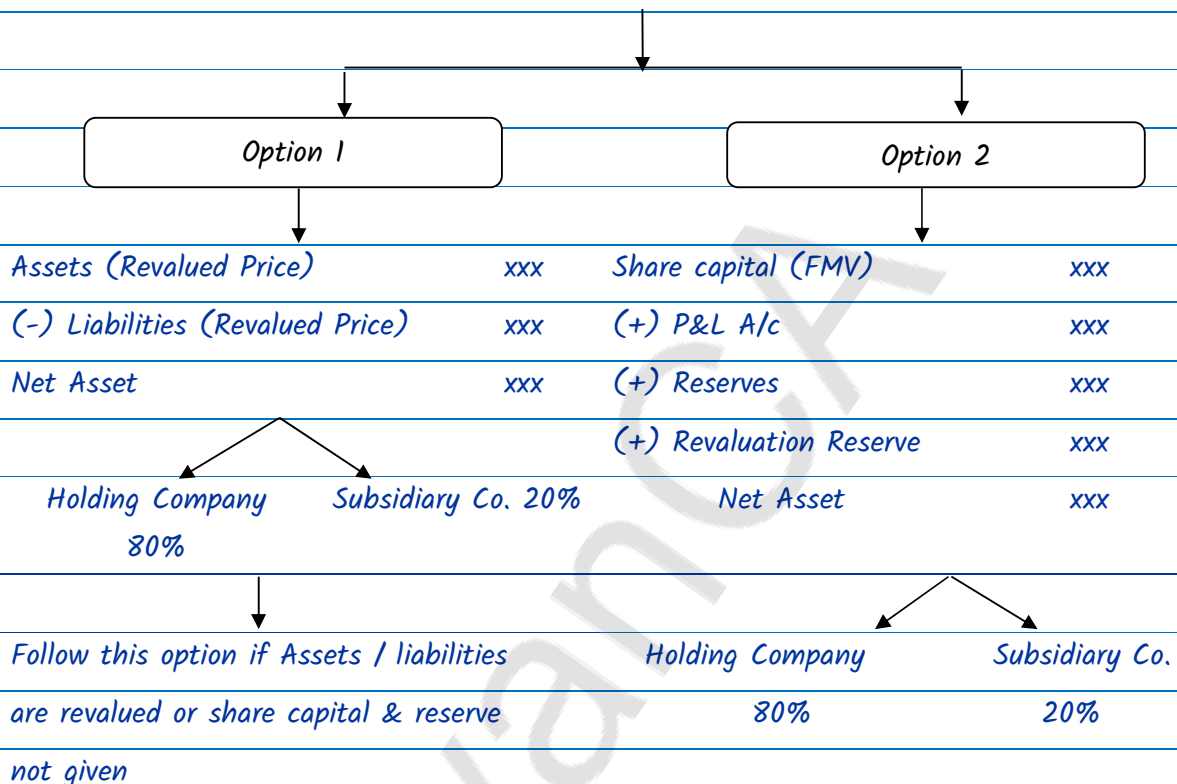 Option 1
Option 2
Assets (Revalued Price) xxx Share capital (FMV) xxx
(-) Liabilities (Revalued Price) xxx (+) P&L A/c xxx
Net Asset xxx (+) Reserves xxx
(+) Revaluation Reserve xxx
Holding Company Subsidiary Co. 20% Net Asset xxx
80%
Follow this option if Assets / liabilities Holding Company Subsidiary Co.
are revalued or share capital & reserve 80% 20%
not given